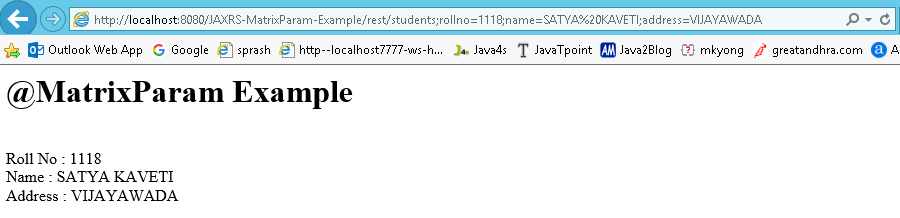 http://localhost:8080/JAXRS-MatrixParam-Example/rest/students;rollno=1118;name=SATYA%20KAVETI;address=VIJAYAWADA
Outlook Web App Google sprash http--localhost7777-ws-h... Java4s JavaTpoint Java2Blog mkyong greatandhra.com A
@MatrixParam Example
Roll No : 1118
Name : SATYA KAVETI
Address : VIJAYAWADA